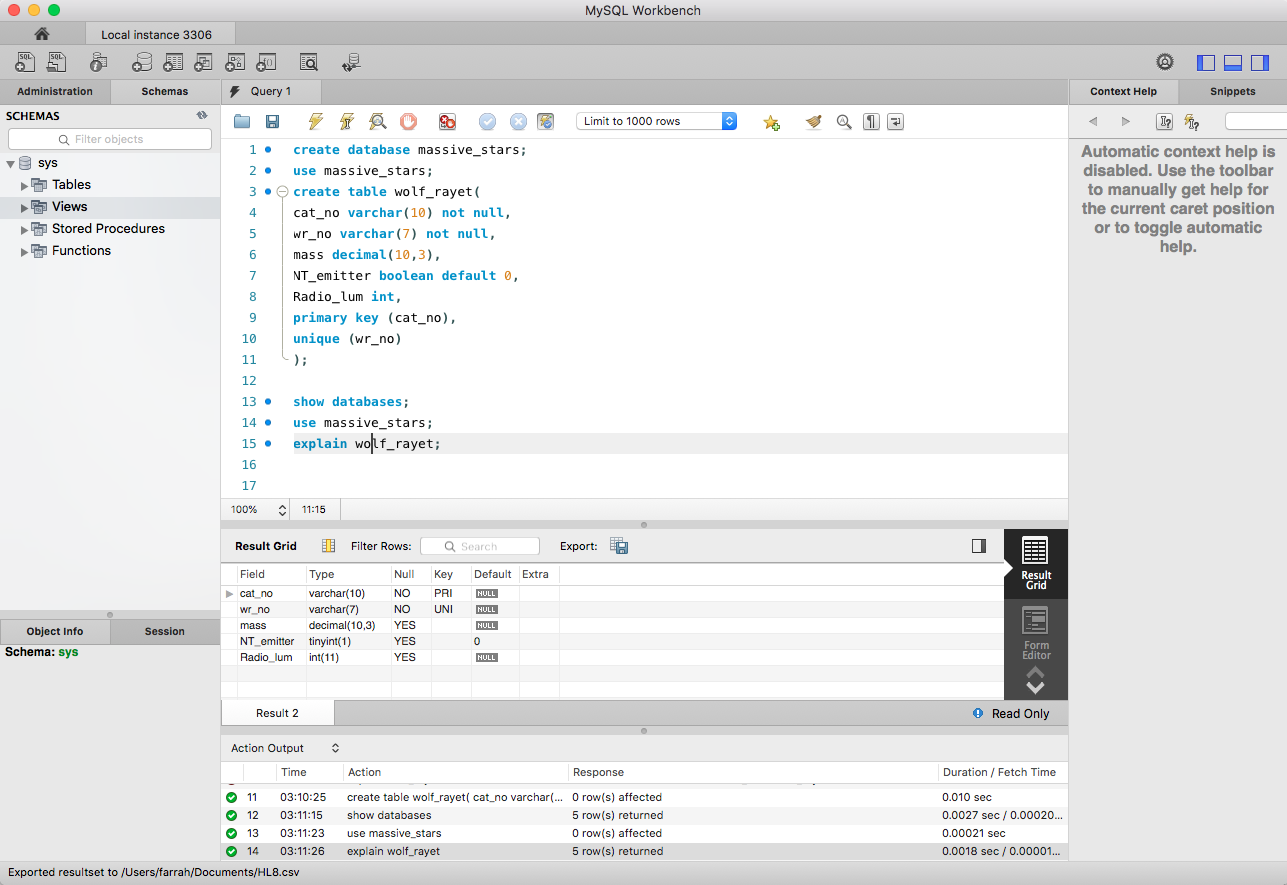 MySQL Workbench
Local instance 3306
Administration Schemas Query 1 Context Help Snippets
SCHEMAS
Filter objects
sys
Tables
Views
Stored Procedures
Functions
Limit to 1000 rows
1 create database massive_stars;
2 use massive_stars;
3 create table wolf_rayet(
4 cat_no varchar(10) not null,
5 wr_no varchar(7) not null,
6 mass decimal(10,3),
7 NT_emitter boolean default 0,
8 Radio_lum int,
9 primary key (cat_no),
10 unique (wr_no)
11 );
12
13 show databases;
14 use massive_stars;
15 explain wolf_rayet;
16
17
100% 11:15
Automatic context help is
disabled. Use the toolbar
to manually get help for
the current caret position
or to toggle automatic
help.
Result Grid Filter Rows: Search Export:
Field Type Null Key Default Extra
cat_no varchar(10) NO PRI NULL
wr_no varchar(7) NO UNI NULL
mass decimal(10,3) YES NULL
NT_emitter tinyint(1) YES 0
Radio_lum int(11) YES NULL
Result
Grid
Form
Editor
Object Info Session
Schema: sys
Result 2 Read Only
Action Output
Time Action Response Duration / Fetch Time
11 03:10:25 create table wolf_rayet( cat_no varchar(... 0 row(s) affected 0.010 sec
12 03:11:15 show databases 5 row(s) returned 0.0027 sec / 0.00020...
13 03:11:23 use massive_stars 0 row(s) affected 0.00021 sec
14 03:11:26 explain wolf_rayet 5 row(s) returned 0.0018 sec / 0.00001...
Exported resultset to /Users/farrah/Documents/HL8.csv